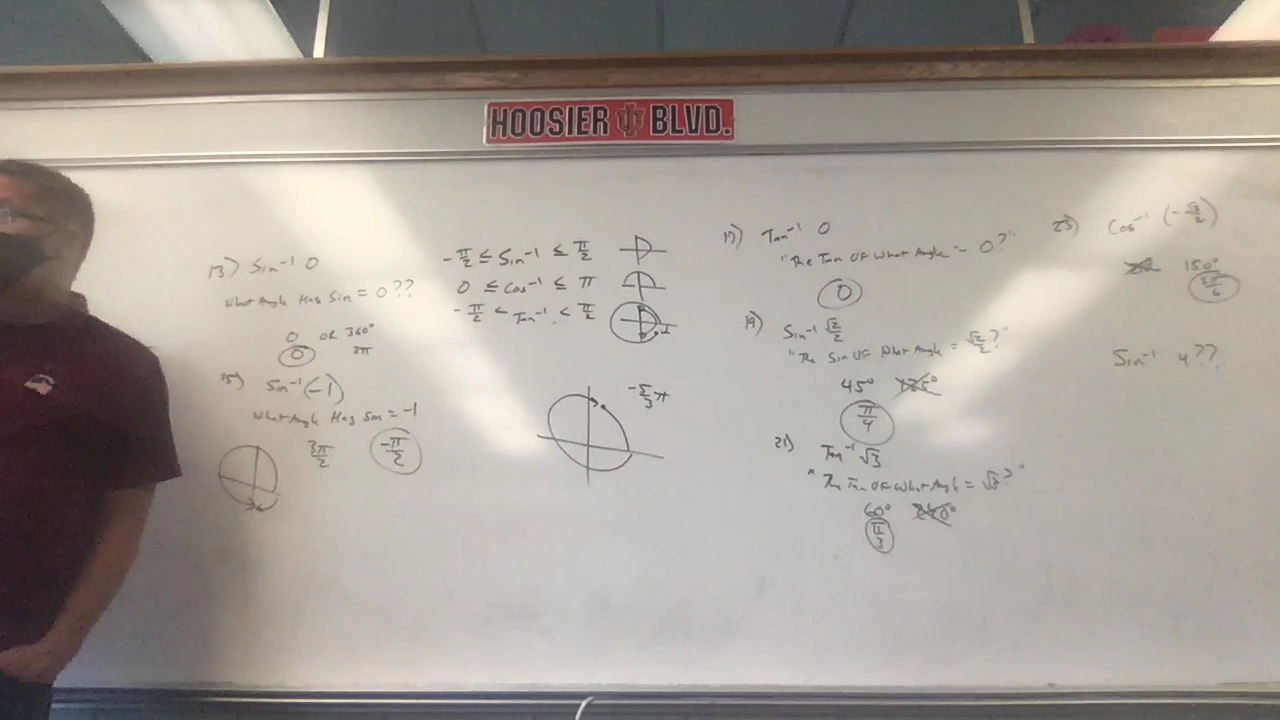 HOOSIER BLVD.
13) Sin⁻¹ 0
What Angle Has Sin = 0??
0 or 360°
0 2π
15) Sin⁻¹(-1)
What Angle Has Sin = -1
3π/2 -π/2
-π/2 ≤ Sin⁻¹ ≤ π/2
0 ≤ Cos⁻¹ ≤ π
-π/2 < Tan⁻¹ < π/2
-5/3 π
17) Tan⁻¹ 0
"The Tan OF What Angle = 0?"
0
19) Sin⁻¹ √2/2
"The Sin OF What Angle = √2/2?"
45°
π/4
21) Tan⁻¹ √3
"The Tan OF What Angle = √3?"
60° 240°
π/3
23) Cos⁻¹ (-√3/2)
150°
5π/6
Sin⁻¹ 4??